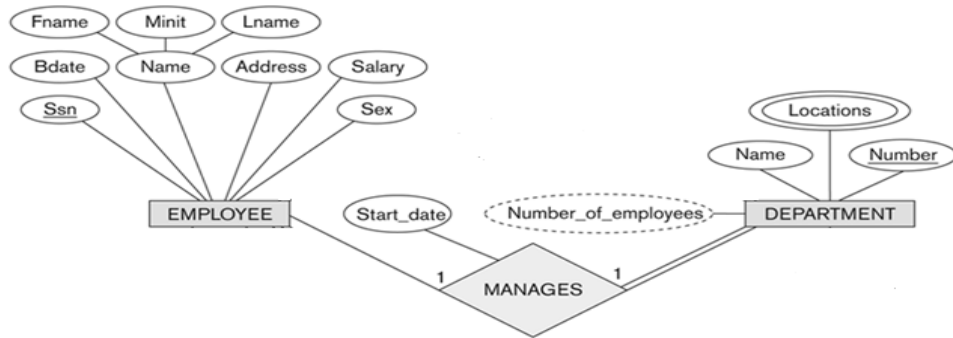 Fname Minit Lname
Bdate Name Address Salary
Ssn Sex
Locations
Name Number
EMPLOYEE Start_date Number_of_employees DEPARTMENT
1 MANAGES 1